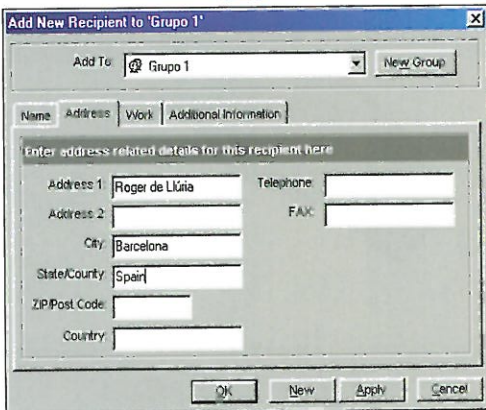 Add New Recipient to 'Grupo 1'
Add To: Grupo 1 New Group
Name Address Work Additional Information
Enter address related details for this recipient here
Address 1: Roger de Llúria Telephone:
Address 2: FAX:
City: Barcelona
State/County: Spain
ZIP/Post Code:
Country:
OK New Apply Cancel